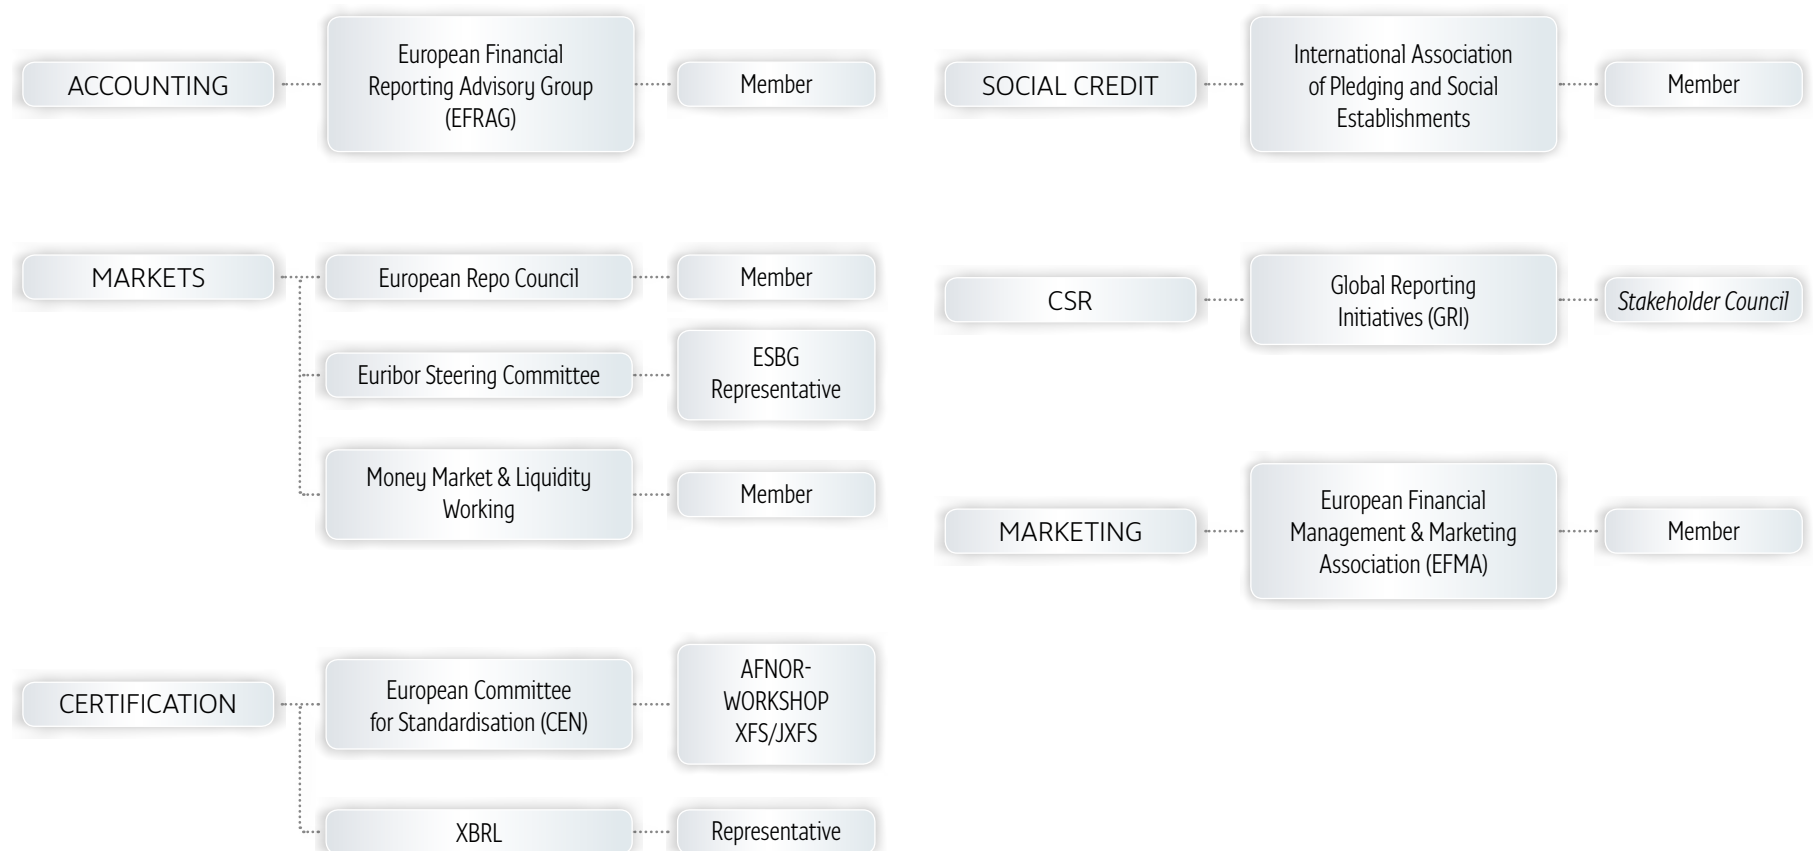 ACCOUNTING
European Financial
Reporting Advisory Group
(EFRAG)
Member
MARKETS
European Repo Council
Member
Euribor Steering Committee
ESBG
Representative
Money Market & Liquidity
Working
Member
CERTIFICATION
European Committee
for Standardisation (CEN)
AFNOR-
WORKSHOP
XFS/JXFS
XBRL
Representative
SOCIAL CREDIT
International Association
of Pledging and Social
Establishments
Member
CSR
Global Reporting
Initiatives (GRI)
Stakeholder Council
MARKETING
European Financial
Management & Marketing
Association (EFMA)
Member